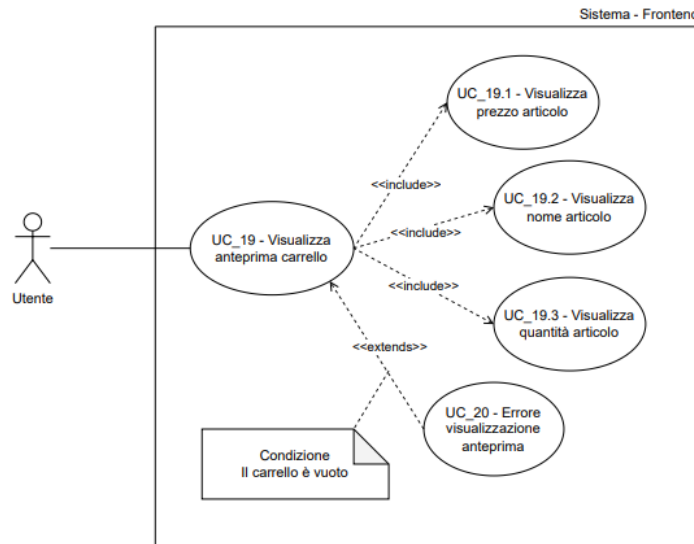 Sistema - Frontend
UC_19.1 - Visualizza
prezzo articolo
<<include>>
UC_19.2 - Visualizza
nome articolo
<<include>>
UC_19 - Visualizza
anteprima carrello
Utente
<<include>>
UC_19.3 - Visualizza
quantità articolo
<<extends>>
UC_20 - Errore
visualizzazione
anteprima
Condizione
Il carrello è vuoto